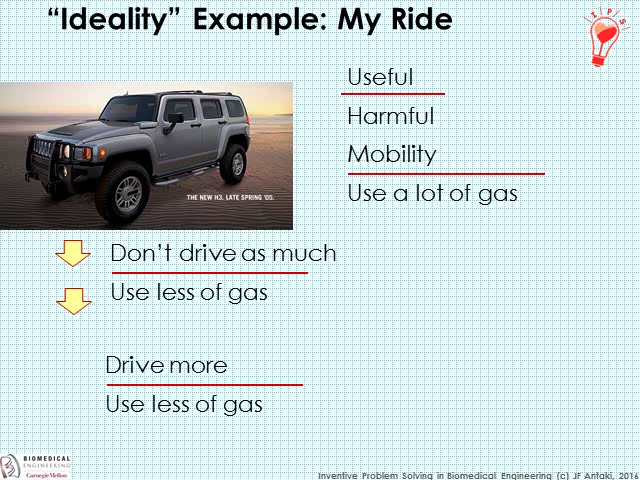 “Ideality” Example: My Ride
I P S
Useful
Harmful
Mobility
Use a lot of gas
THE NEW H3. LATE SPRING '05.
Don’t drive as much
Use less of gas
Drive more
Use less of gas
BIOMEDICAL
ENGINEERING
Carnegie Mellon
Inventive Problem Solving in Biomedical Engineering (c) JF Antaki, 2016